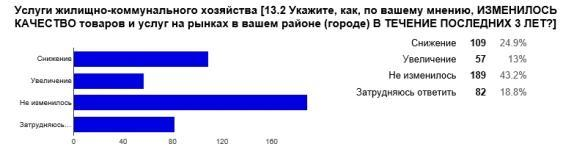 Услуги жилищно-коммунального хозяйства [13.2 Укажите, как, по вашему мнению, ИЗМЕНИЛОСЬ
КАЧЕСТВО товаров и услуг на рынках в вашем районе (городе) В ТЕЧЕНИЕ ПОСЛЕДНИХ 3 ЛЕТ?]
Снижение
Увеличение
Не изменилось
Затрудняюсь...
0 40 80 120 160
Снижение 109 24.9%
Увеличение 57 13%
Не изменилось 189 43.2%
Затрудняюсь ответить 82 18.8%